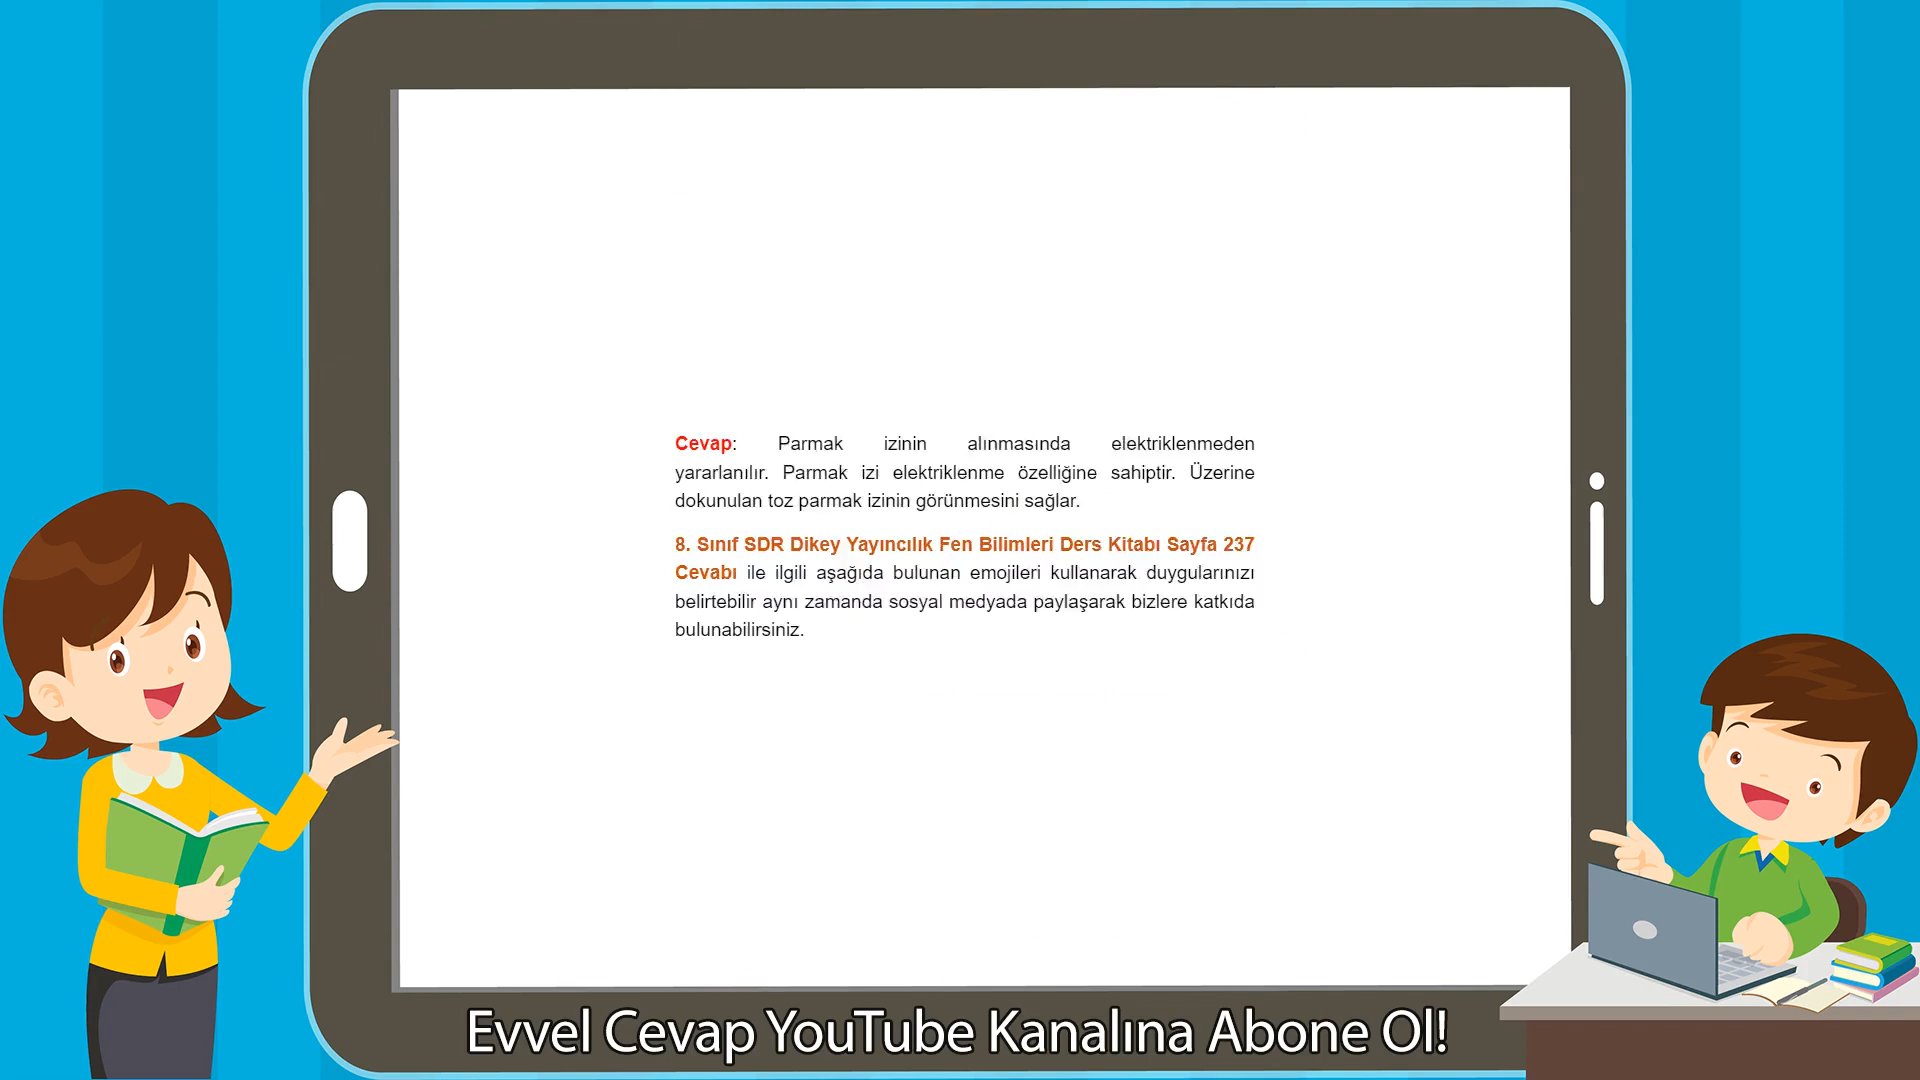 Cevap: Parmak izinin alınmasında elektriklenmeden
yararlanılır. Parmak izi elektriklenme özelliğine sahiptir. Üzerine
dokunulan toz parmak izinin görünmesini sağlar.
8. Sınıf SDR Dikey Yayıncılık Fen Bilimleri Ders Kitabı Sayfa 237
Cevabı ile ilgili aşağıda bulunan emojileri kullanarak duygularınızı
belirtebilir aynı zamanda sosyal medyada paylaşarak bizlere katkıda
bulunabilirsiniz.
Evvel Cevap YouTube Kanalına Abone Ol!